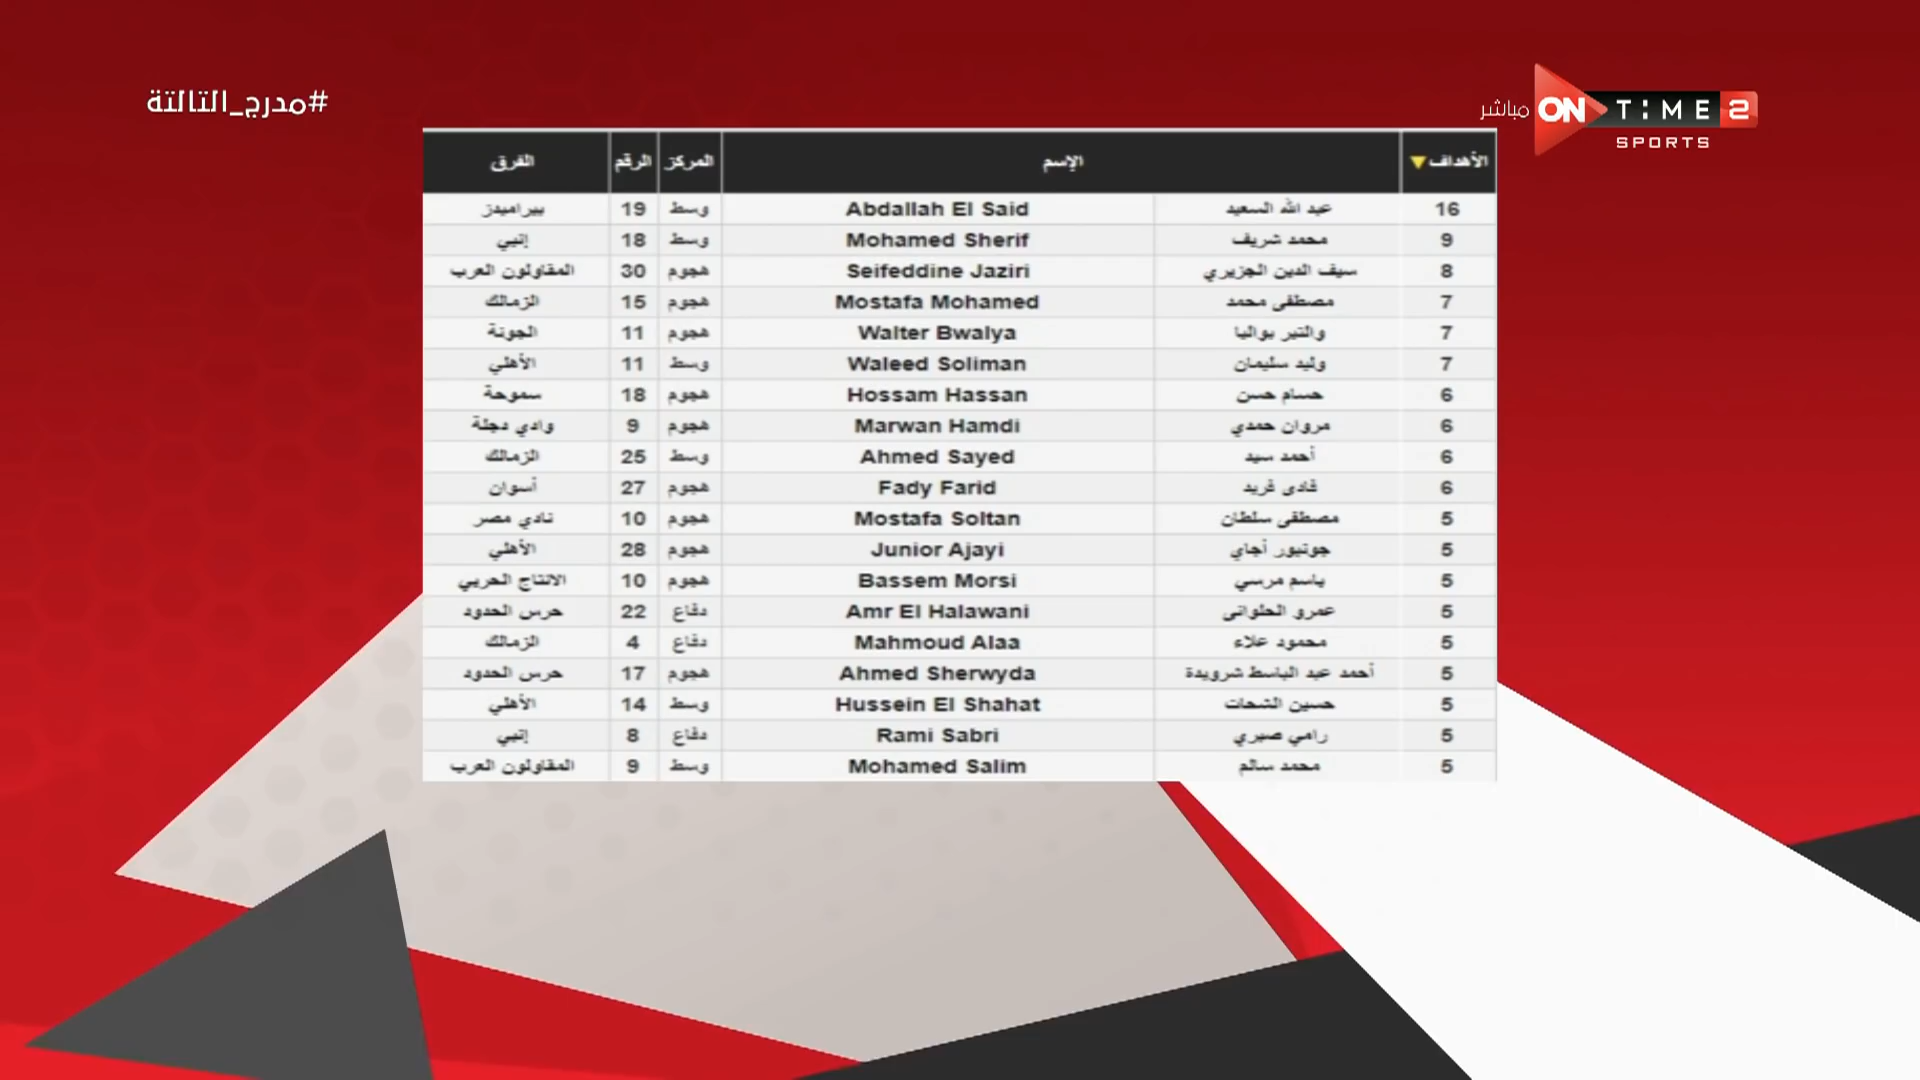 #مدرج_التالتة
مباشر ON TIME 2
SPORTS
الأهداف الإسم المركز الرقم الفرق
16 عبد الله السعيد Abdallah El Said وسط 19 بيراميدز
9 محمد شريف Mohamed Sherif وسط 18 إنبي
8 سيف الدين الجزيري Seifeddine Jaziri هجوم 30 المقاولون العرب
7 مصطفى محمد Mostafa Mohamed هجوم 15 الزمالك
7 والتير بواليا Walter Bwalya هجوم 11 الجونة
7 وليد سليمان Waleed Soliman وسط 11 الأهلي
6 حسام حسن Hossam Hassan هجوم 18 سموحة
6 مروان حمدي Marwan Hamdi هجوم 9 وادي دجلة
6 أحمد سيد Ahmed Sayed وسط 25 الزمالك
6 فادى فريد Fady Farid هجوم 27 أسوان
5 مصطفى سلطان Mostafa Soltan هجوم 10 نادي مصر
5 جونيور أجاي Junior Ajayi هجوم 28 الأهلي
5 باسم مرسي Bassem Morsi هجوم 10 الانتاج الحربي
5 عمرو الحلوانى Amr El Halawani دفاع 22 حرس الحدود
5 محمود علاء Mahmoud Alaa دفاع 4 الزمالك
5 أحمد عبد الباسط شرويدة Ahmed Sherwyda هجوم 17 حرس الحدود
5 حسين الشحات Hussein El Shahat وسط 14 الأهلي
5 رامي صبري Rami Sabri دفاع 8 إنبي
5 محمد سالم Mohamed Salim وسط 9 المقاولون العرب